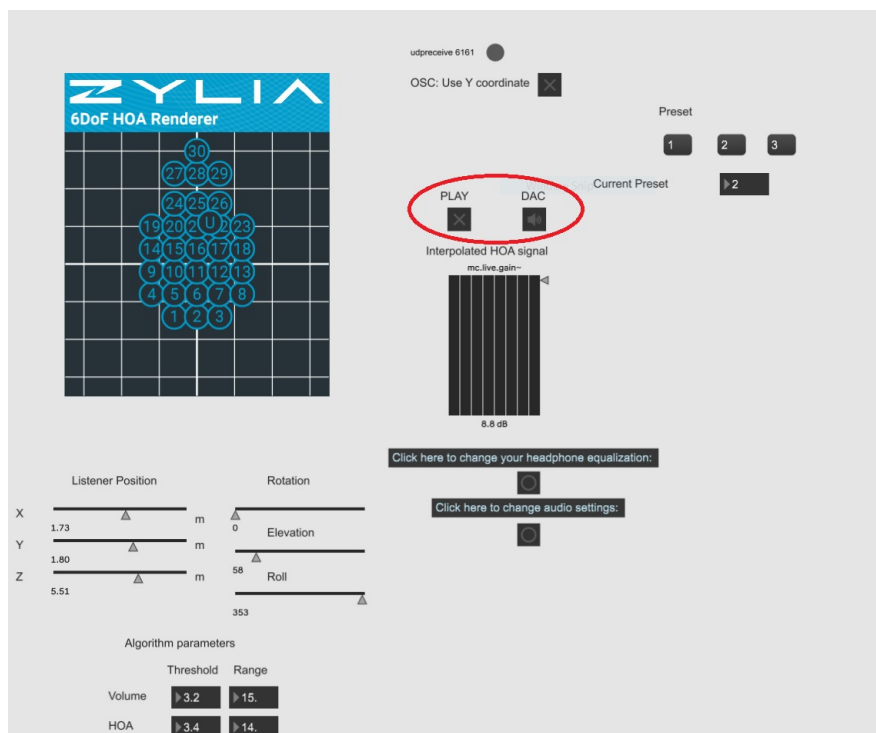 udpreceive 6161
OSC: Use Y coordinate
ZYLIA
6DoF HOA Renderer
Preset
1 2 3
Current Preset 2
30
27 28 29
24 25 26
19 20 U 23
14 15 16 17 18
9 10 11 12 13
4 5 6 7 8
1 2 3
PLAY DAC
Interpolated HOA signal
mc.live.gain~
8.8 dB
Click here to change your headphone equalization:
Click here to change audio settings:
Listener Position
X 1.73 m
Y 1.80 m
Z 5.51 m
Rotation
0
Elevation
58
Roll
353
Algorithm parameters
Threshold Range
Volume 3.2 15.
HOA 3.4 14.